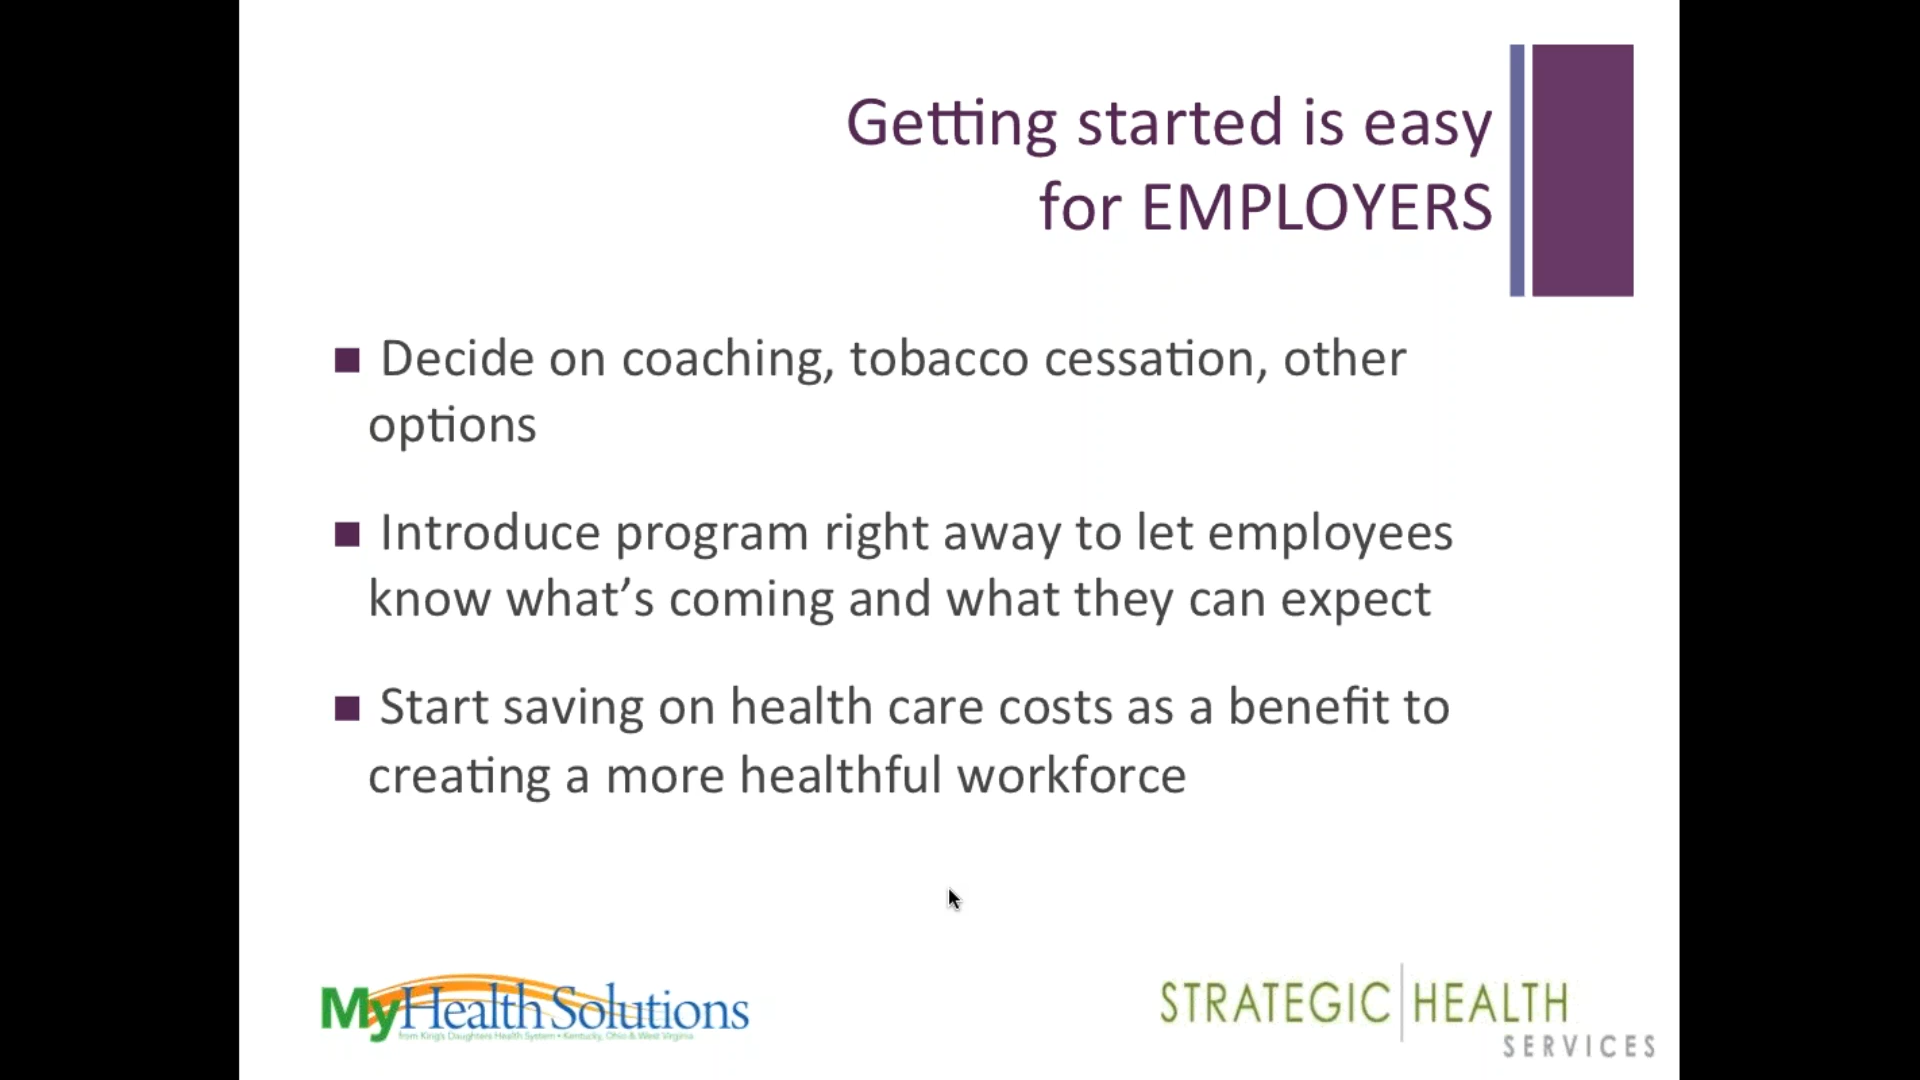 Getting started is easy
for EMPLOYERS
Decide on coaching, tobacco cessation, other
options
Introduce program right away to let employees
know what’s coming and what they can expect
Start saving on health care costs as a benefit to
creating a more healthful workforce
MyHealth Solutions
from King's Daughters Health System • Kentucky, Ohio & West Virginia
STRATEGIC HEALTH
SERVICES